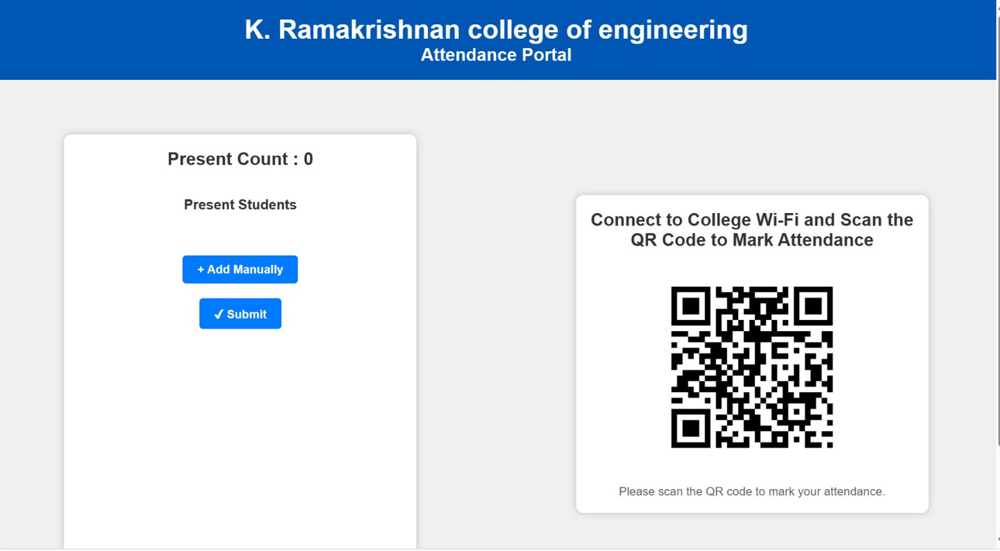 K. Ramakrishnan college of engineering
Attendance Portal
Present Count : 0
Present Students
+ Add Manually
✓ Submit
Connect to College Wi-Fi and Scan the
QR Code to Mark Attendance
Please scan the QR code to mark your attendance.